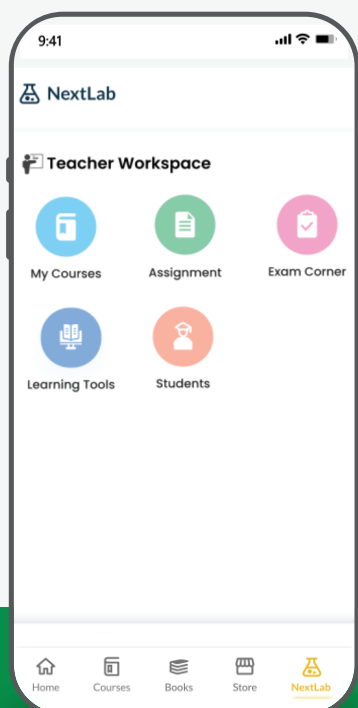 9:41
NextLab
Teacher Workspace
My Courses
Assignment
Exam Corner
Learning Tools
Students
Home
Courses
Books
Store
NextLab